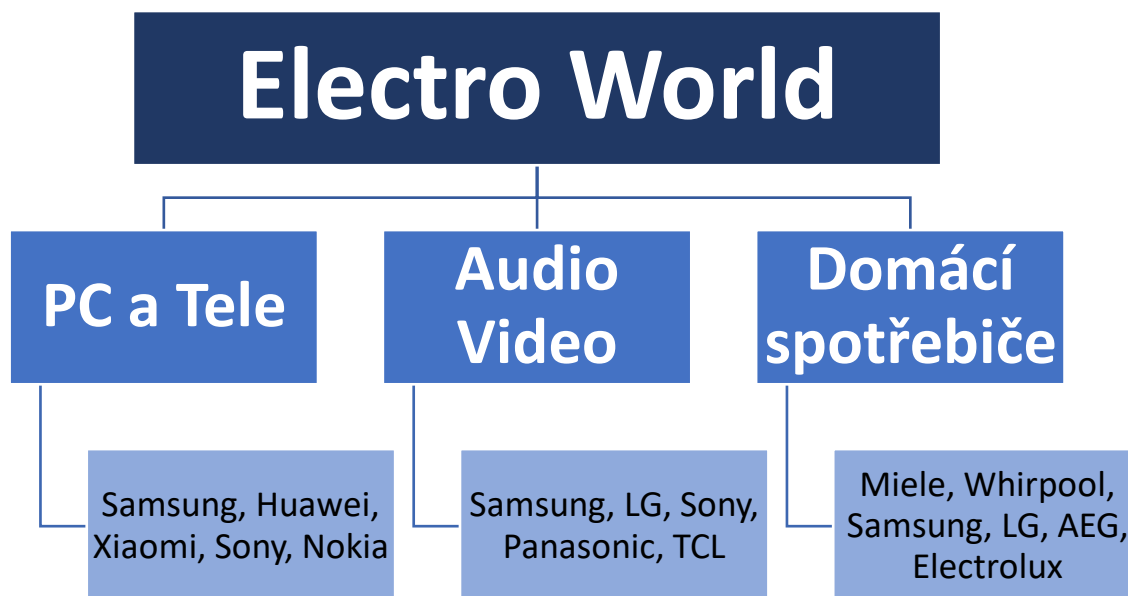 Electro World
PC a Tele
Audio
Video
Domácí
spotřebiče
Samsung, Huawei,
Xiaomi, Sony, Nokia
Samsung, LG, Sony,
Panasonic, TCL
Miele, Whirpool,
Samsung, LG, AEG,
Electrolux